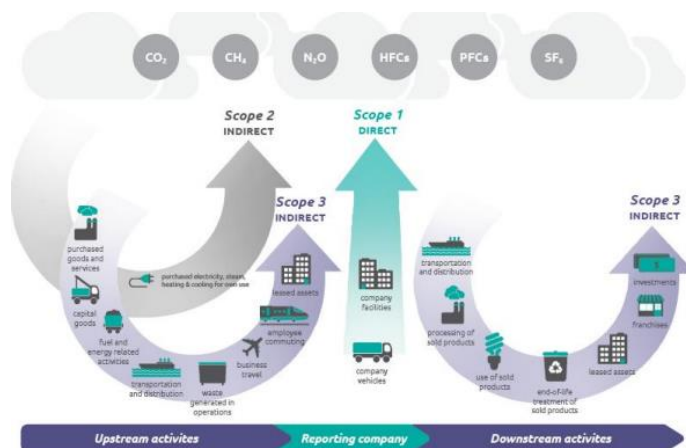 CO₂
CH₄
N₂O
HFCs
PFCs
SF₆
Scope 2
INDIRECT
Scope 1
DIRECT
Scope 3
INDIRECT
Scope 3
INDIRECT
purchased
goods and
services
capital
goods
fuel and
energy related
activities
transportation
and distribution
waste
generated in
operations
business
travel
employee
commuting
leased assets
purchased electricity, steam,
heating & cooling for own use
company
facilities
company
vehicles
transportation
and distribution
processing of
sold products
use of sold
products
end-of-life
treatment of
sold products
leased assets
franchises
investments
Upstream activites
Reporting company
Downstream activites